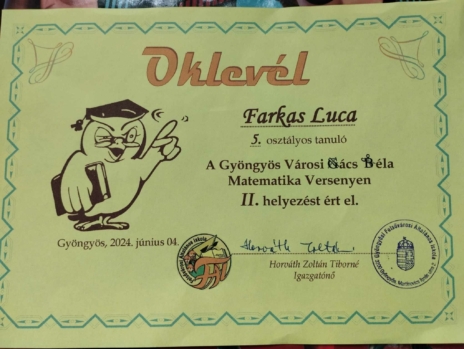 Oklevél
Farkas Luca
5. osztályos tanuló
A Gyöngyös Városi Bács Béla
Matematika Versenyen
II. helyezést ért el.
Gyöngyös, 2024. június 04.
Horváth Zoltán Tiborné
Igazgatónő